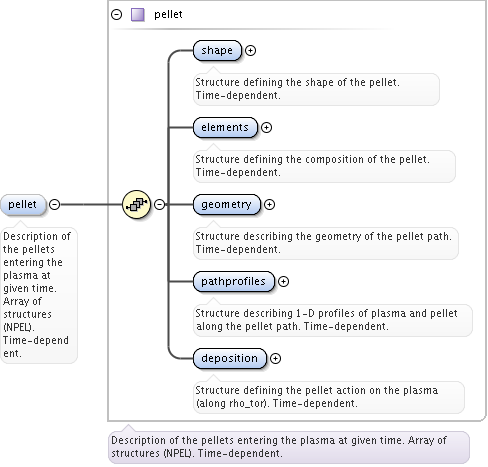 pellet
shape
Structure defining the shape of the pellet.
Time-dependent.
elements
Structure defining the composition of the pellet.
Time-dependent.
pellet
geometry
Description of
the pellets
entering the
plasma at
given time.
Array of
structures
(NPEL).
Time-depend
ent.
Structure describing the geometry of the pellet path.
Time-dependent.
pathprofiles
Structure describing 1-D profiles of plasma and pellet
along the pellet path. Time-dependent.
deposition
Structure defining the pellet action on the plasma
(along rho_tor). Time-dependent.
Description of the pellets entering the plasma at given time. Array of
structures (NPEL). Time-dependent.